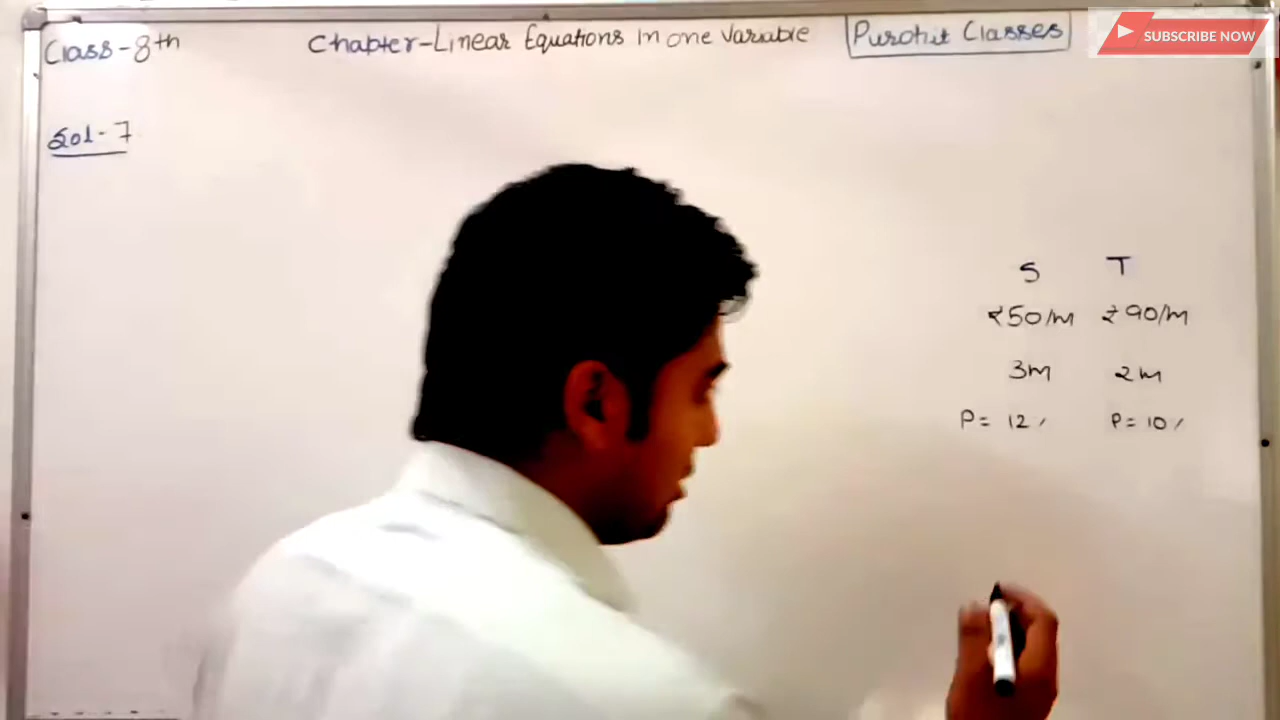 Class-8th Chapter-Linear Equations in one variable Purohit Classes
SUBSCRIBE NOW
Sol-7
S T
₹50/m ₹90/m
3m 2m
P= 12% P=10%